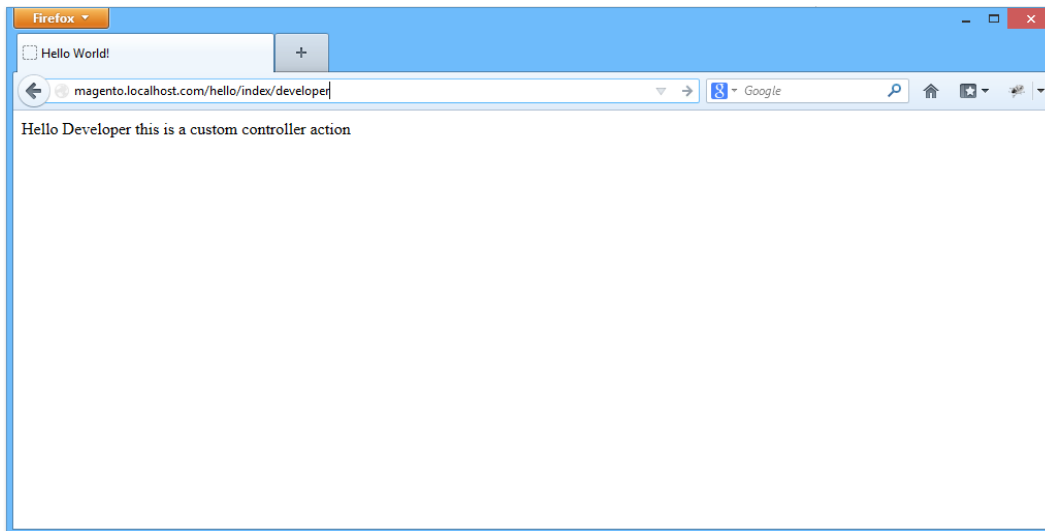 Firefox
Hello World!
magento.localhost.com/hello/index/developer
Google
Hello Developer this is a custom controller action